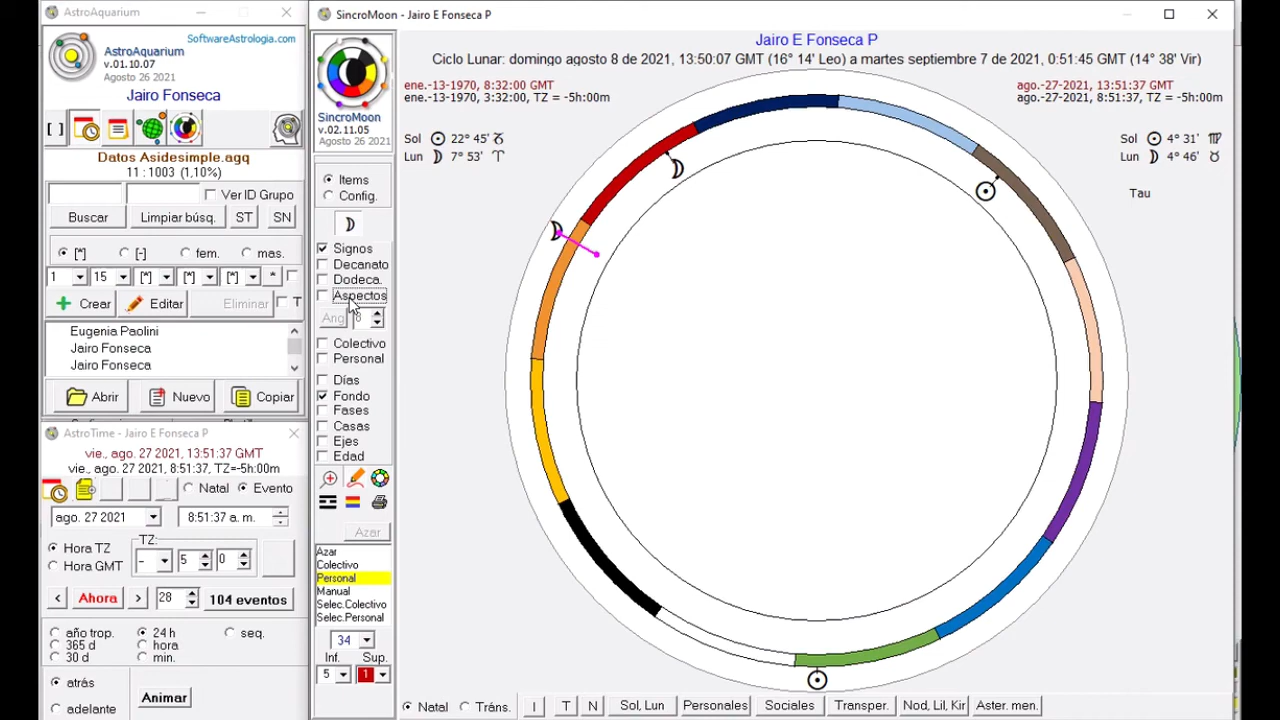 AstroAquarium
SoftwareAstrologia.com
AstroAquarium
v.01.10.07
Agosto 26 2021
Jairo Fonseca
[ ]
Datos Asidesimple.agq
11 : 1003 (1,10%)
Ver ID Grupo
Buscar
Limpiar búsq.
ST
SN
[*]
[-]
fem.
mas.
1
15
[*]
[*]
[*]
*
Crear
Editar
Eliminar
T
Eugenia Paolini
Jairo Fonseca
Jairo Fonseca
Abrir
Nuevo
Copiar
AstroTime - Jairo E Fonseca P
vie., ago. 27 2021, 13:51:37 GMT
vie., ago. 27 2021, 8:51:37, TZ=-5h:00m
Natal
Evento
ago. 27 2021
8:51:37 a. m.
Hora TZ
Hora GMT
TZ:
-
5
0
<
Ahora
>
28
104 eventos
año trop.
24 h
seq.
365 d
hora
30 d
min.
atrás
adelante
Animar
SincroMoon - Jairo E Fonseca P
SincroMoon
v.02.11.05
Agosto 26 2021
Items
Config.
Signos
Decanato
Dodeca.
Aspectos
Ang
8
Colectivo
Personal
Días
Fondo
Fases
Casas
Ejes
Edad
Azar
Azar
Colectivo
Personal
Manual
Selec.Colectivo
Selec.Personal
34
Inf.
Sup.
5
1
Jairo E Fonseca P
Ciclo Lunar: domingo agosto 8 de 2021, 13:50:07 GMT (16° 14' Leo) a martes septiembre 7 de 2021, 0:51:45 GMT (14° 38' Vir)
ene.-13-1970, 8:32:00 GMT
ene.-13-1970, 3:32:00, TZ = -5h:00m
ago.-27-2021, 13:51:37 GMT
ago.-27-2021, 8:51:37, TZ = -5h:00m
Sol ☉ 22° 45' ♑
Lun ☽ 7° 53' ♈
Sol ☉ 4° 31' ♍
Lun ☽ 4° 46' ♉
Tau
Natal
Tráns.
I
T
N
Sol, Lun
Personales
Sociales
Transper.
Nod, Lil, Kir
Aster. men.